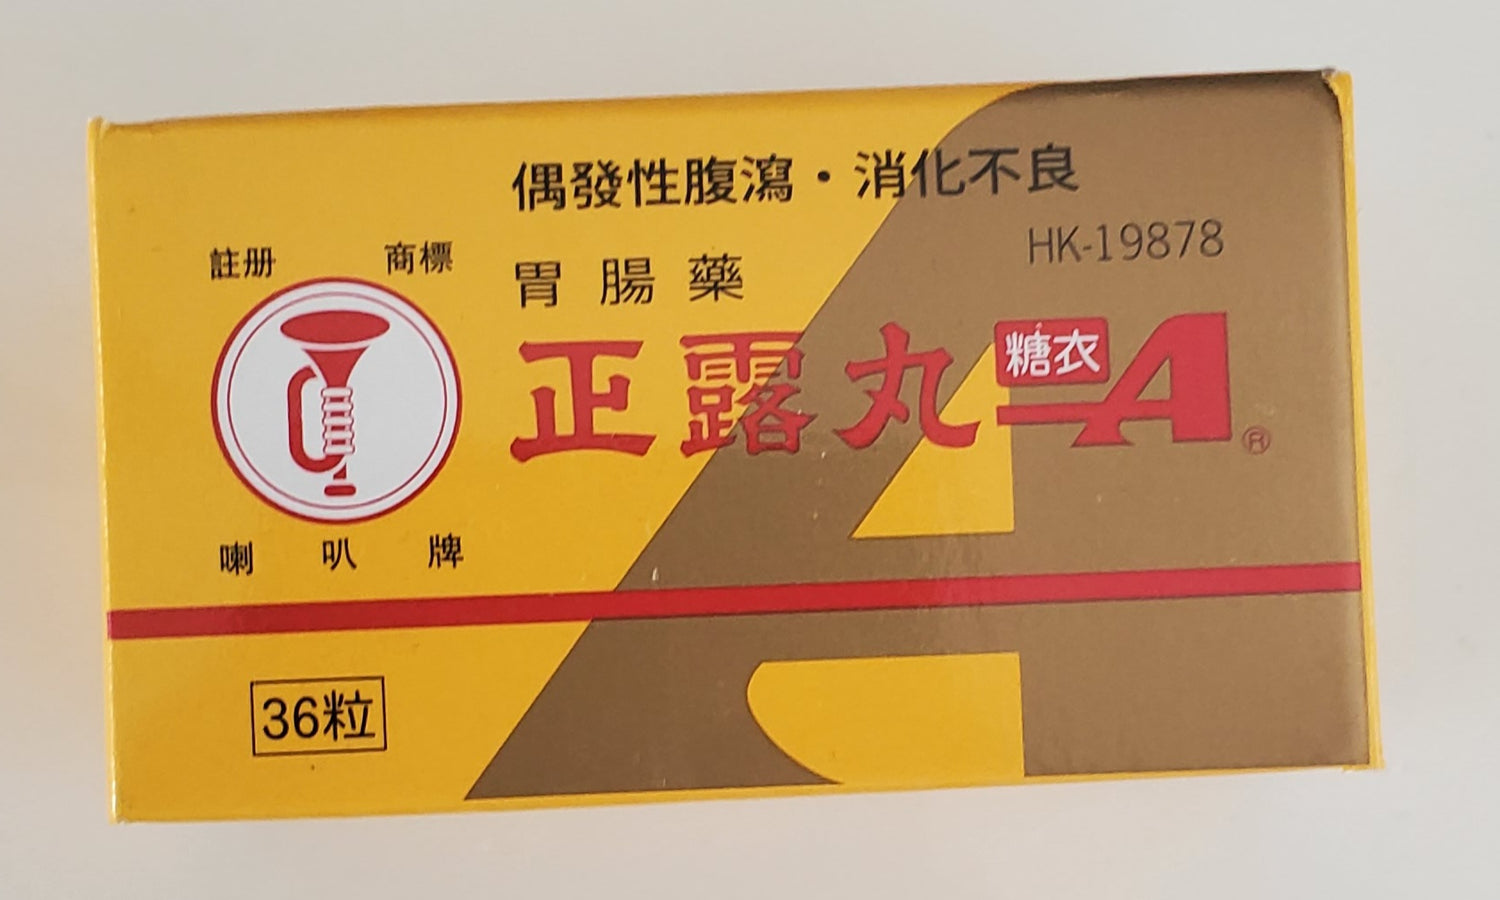 偶發性腹瀉・消化不良
HK-19878
註册 商標
胃腸藥
正露丸糖衣A®
喇叭牌
36粒